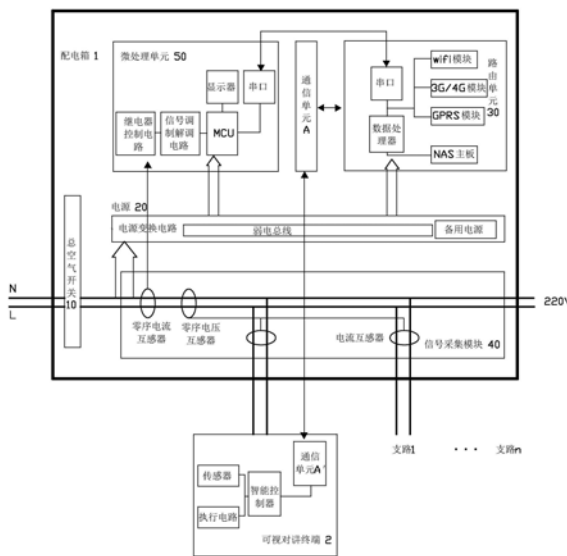 配电箱 1
微处理单元 50
显示器
串口
继电器
控制电
路
信号调
制解调
电路
MCU
通
信
单
元
A
串口
数据处
理器
wifi模块
3G/4G模块
GPRS模块
NAS主板
路
由
单
元
30
电源 20
电源变换电路
弱电总线
备用电源
总
空
气
开
关
10
N
L
220V
零序电流
互感器
零序电压
互感器
电流互感器
信号采集模块 40
支路1
···
支路n
通信
单元A'
传感器
智能控
制器
执行电路
可视对讲终端 2